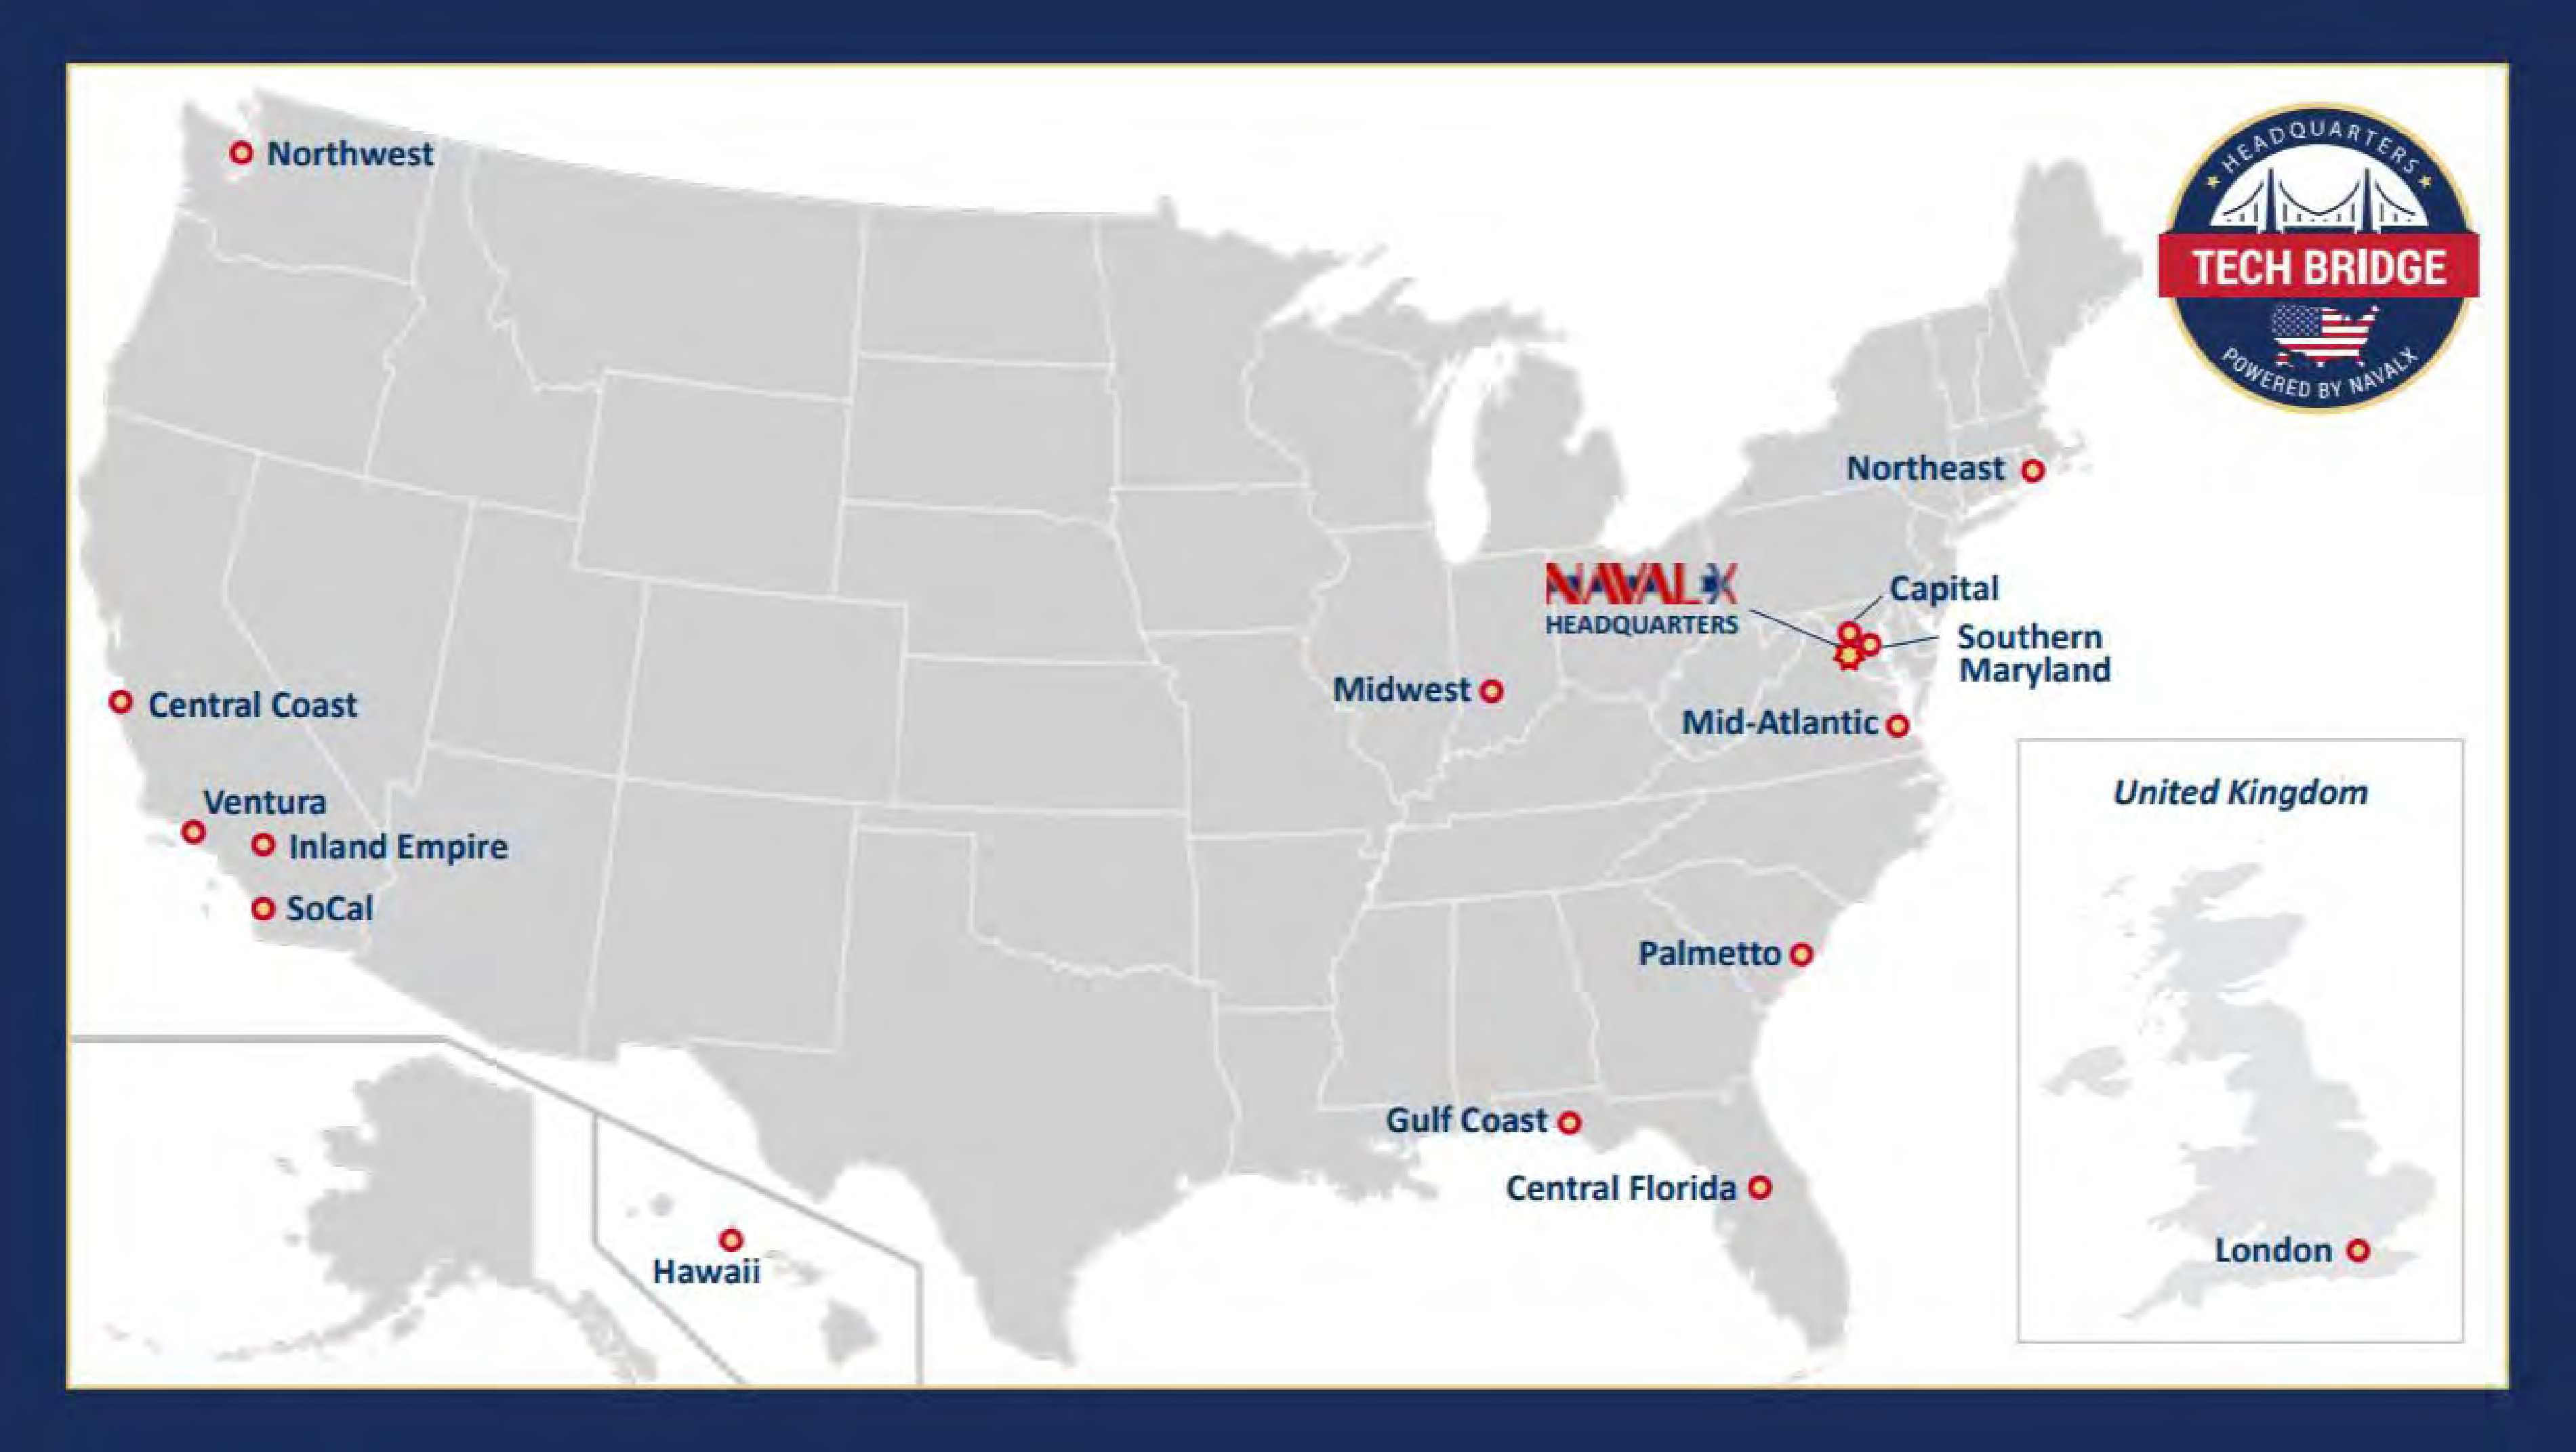 HEADQUARTERS
TECH BRIDGE
POWERED BY NAVALX
Northwest
Northeast
NAVALX
HEADQUARTERS
Capital
Southern
Maryland
Midwest
Mid-Atlantic
Central Coast
Ventura
Inland Empire
SoCal
United Kingdom
Palmetto
Gulf Coast
Central Florida
Hawaii
London